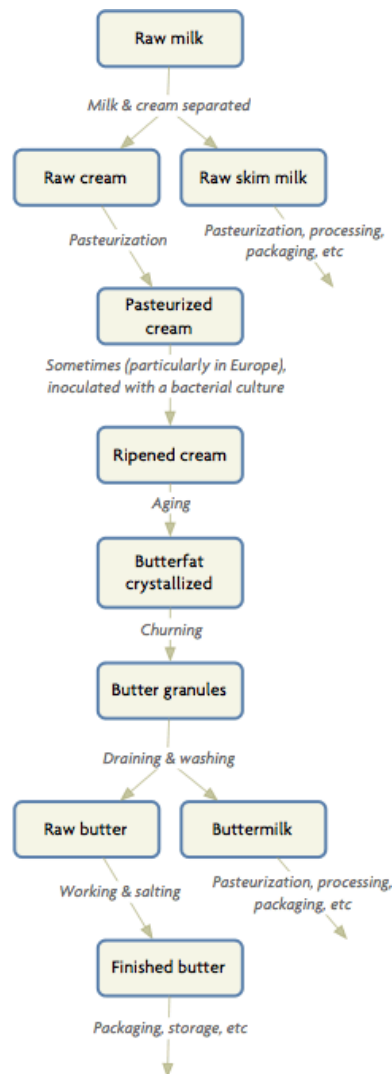 Raw milk
Milk & cream separated
Raw cream
Raw skim milk
Pasteurization
Pasteurization, processing,
packaging, etc
Pasteurized
cream
Sometimes (particularly in Europe),
inoculated with a bacterial culture
Ripened cream
Aging
Butterfat
crystallized
Churning
Butter granules
Draining & washing
Raw butter
Buttermilk
Working & salting
Pasteurization, processing,
packaging, etc
Finished butter
Packaging, storage, etc